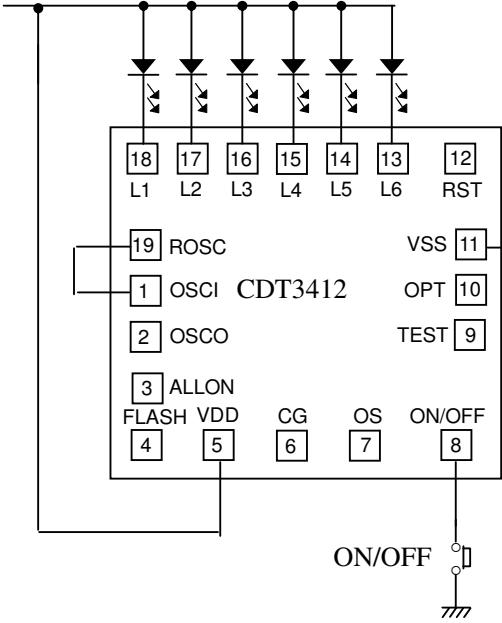 18 17 16 15 14 13 12
L1 L2 L3 L4 L5 L6 RST
19 ROSC VSS 11
1 OSCI CDT3412 OPT 10
2 OSCO TEST 9
3 ALLON
FLASH VDD CG OS ON/OFF
4 5 6 7 8
ON/OFF